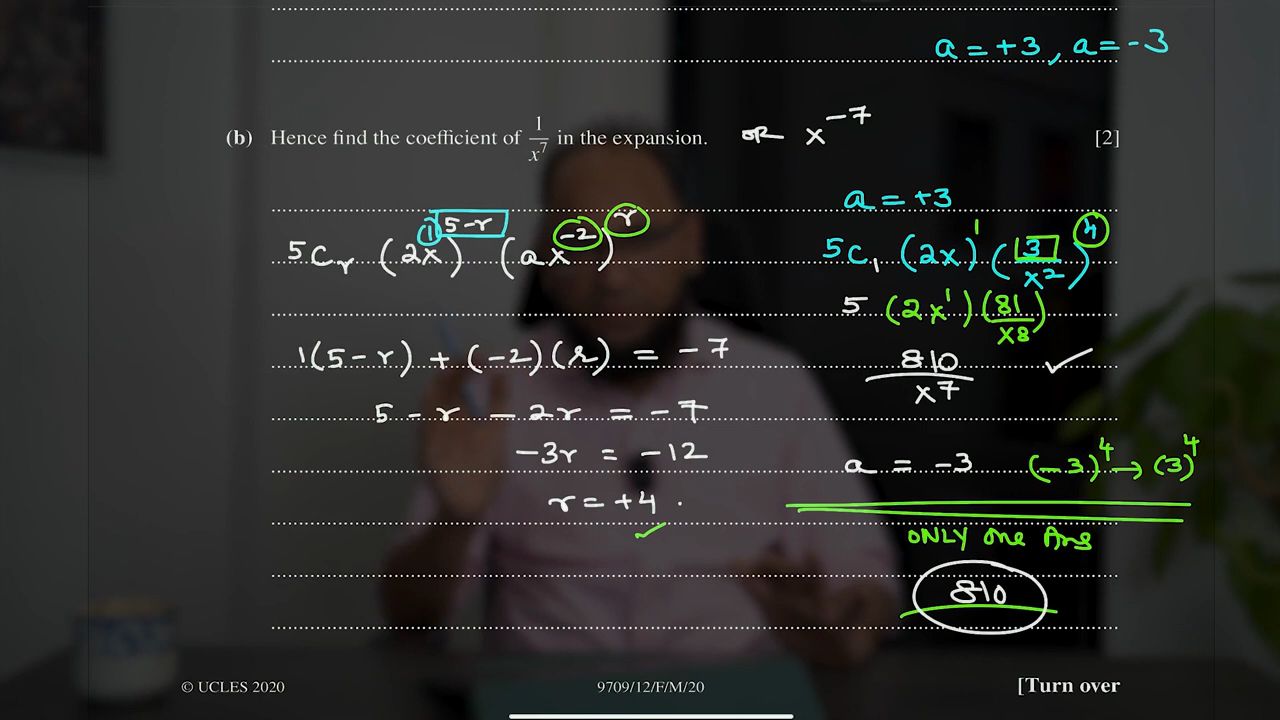 a = +3, a = -3
(b) Hence find the coefficient of 1/x⁷ in the expansion. OR x⁻⁷ [2]
5Cᵣ (2x¹)⁵⁻ʳ (ax⁻²)ʳ
1(5-r) + (-2)(r) = -7
5 - r - 2r = -7
-3r = -12
r = +4.
a = +3
5C₁ (2x)¹ (3/x²)⁴
5 (2x¹)(81/x8)
810/x7 ✓
a = -3 (-3)⁴ → (3)⁴
ONLY one Ans
810
© UCLES 2020 9709/12/F/M/20 [Turn over